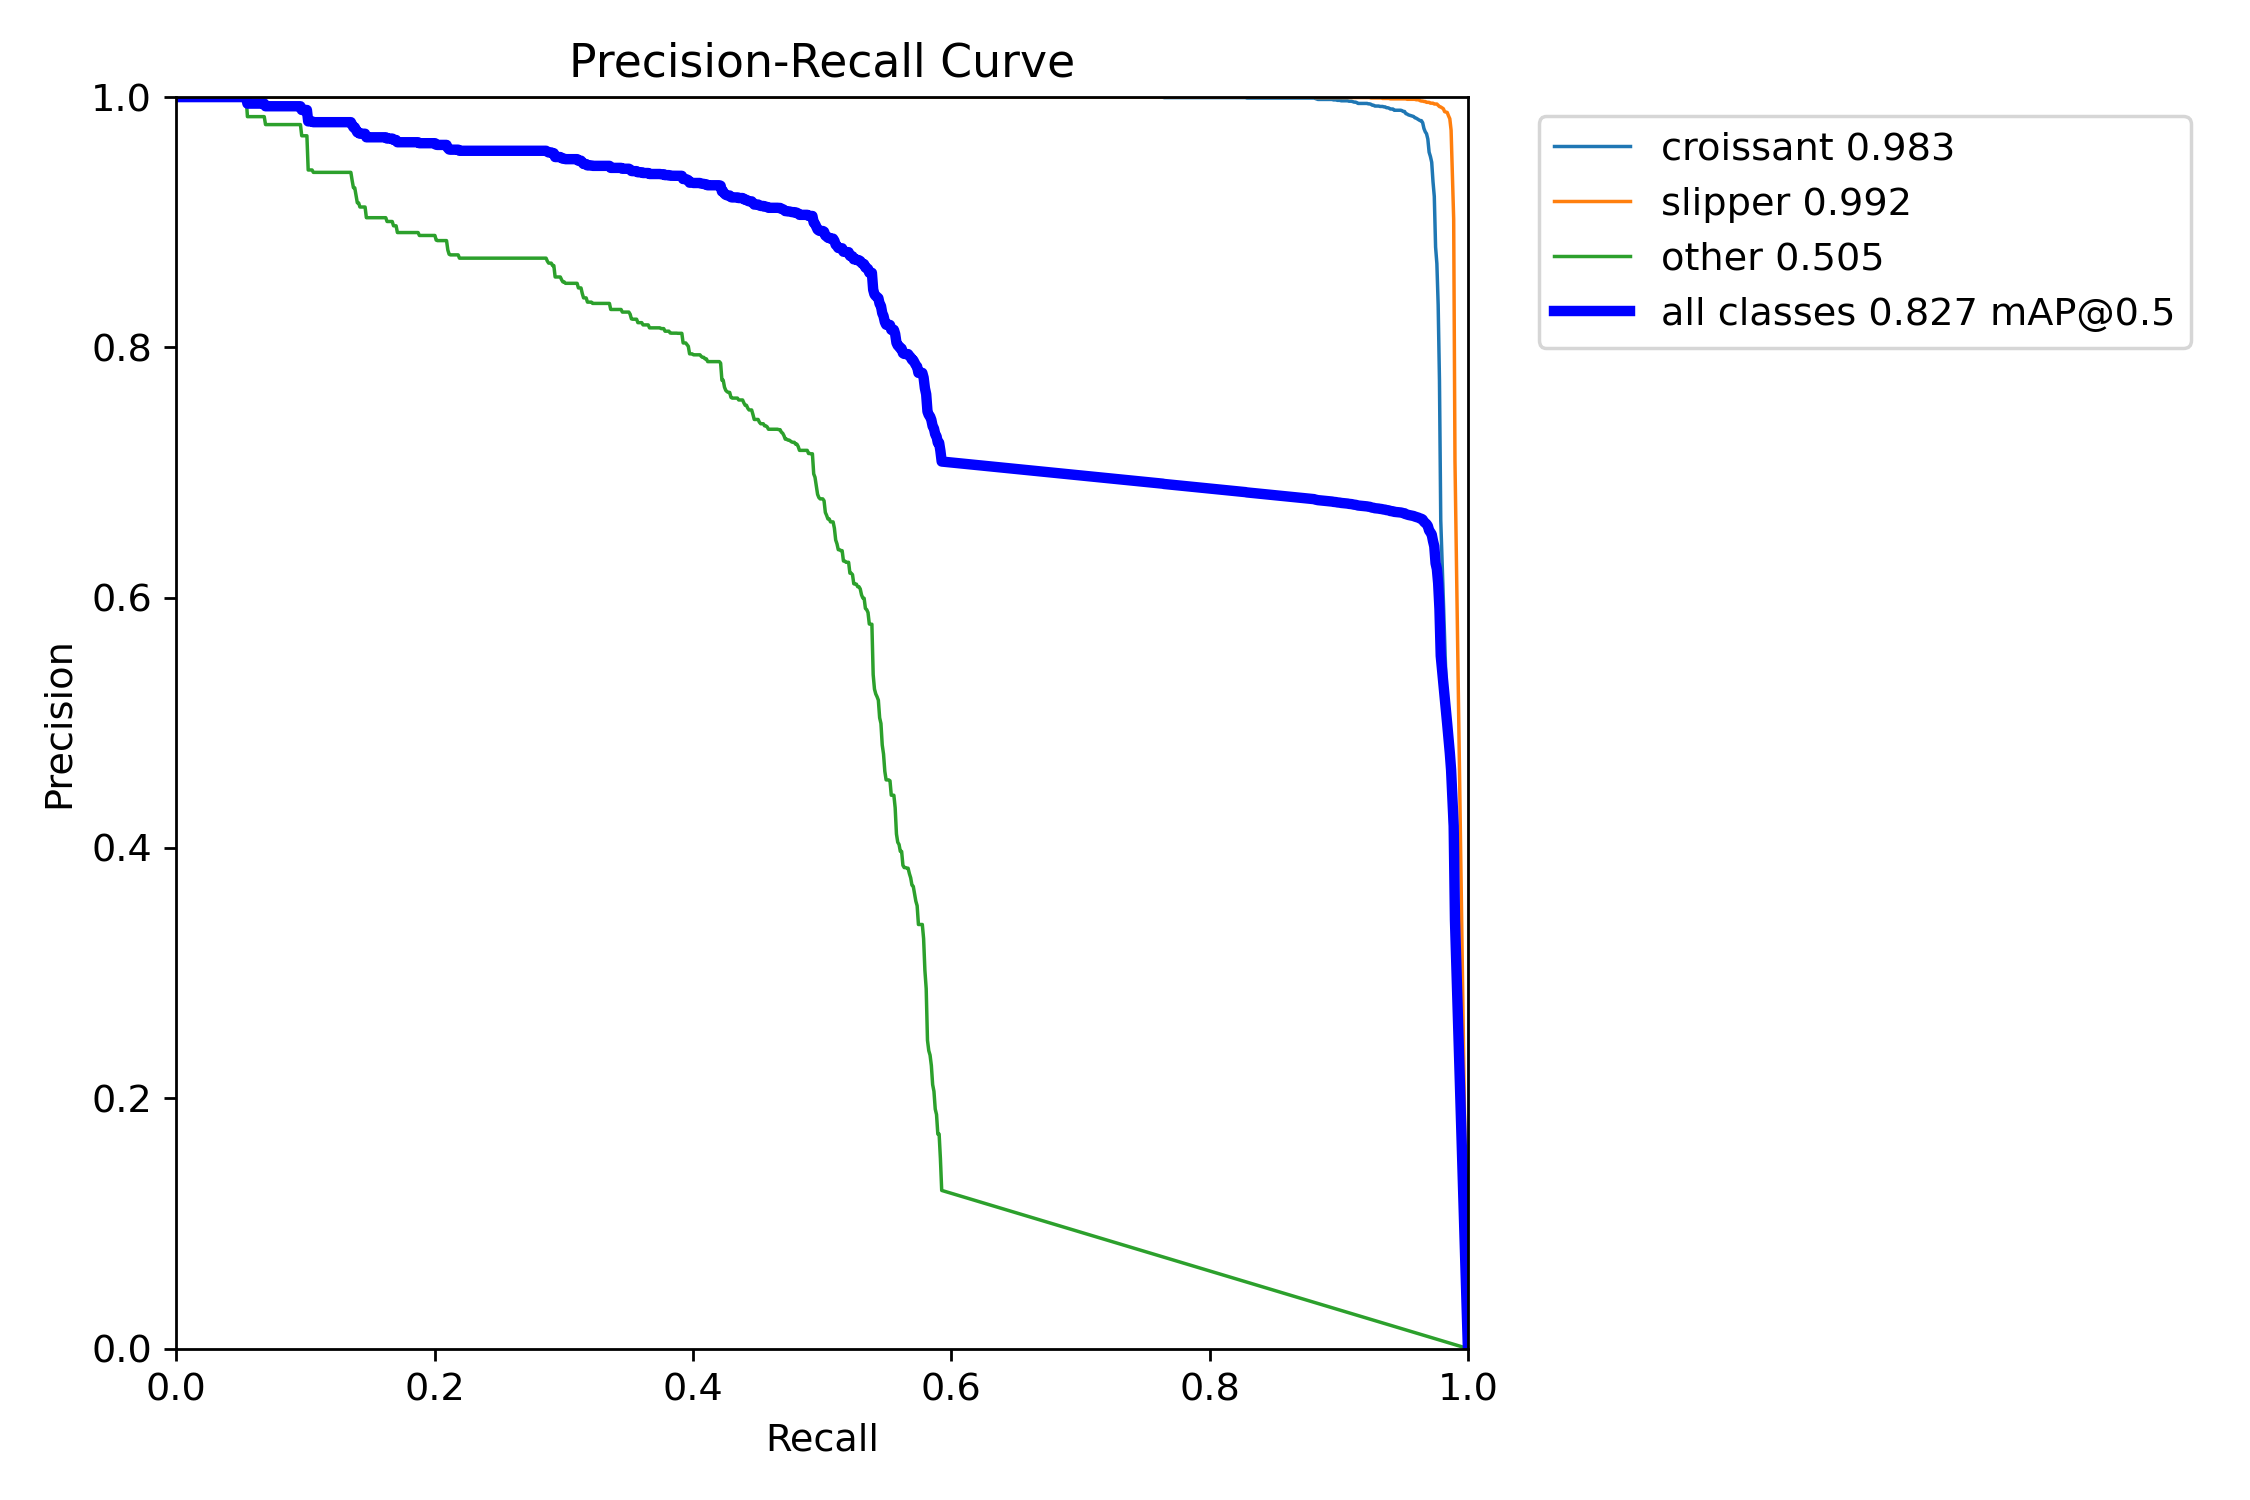 Precision-Recall Curve
1.0
0.8
0.6
0.4
0.2
0.0
Precision
0.0 0.2 0.4 0.6 0.8 1.0
Recall
croissant 0.983
slipper 0.992
other 0.505
all classes 0.827 mAP@0.5